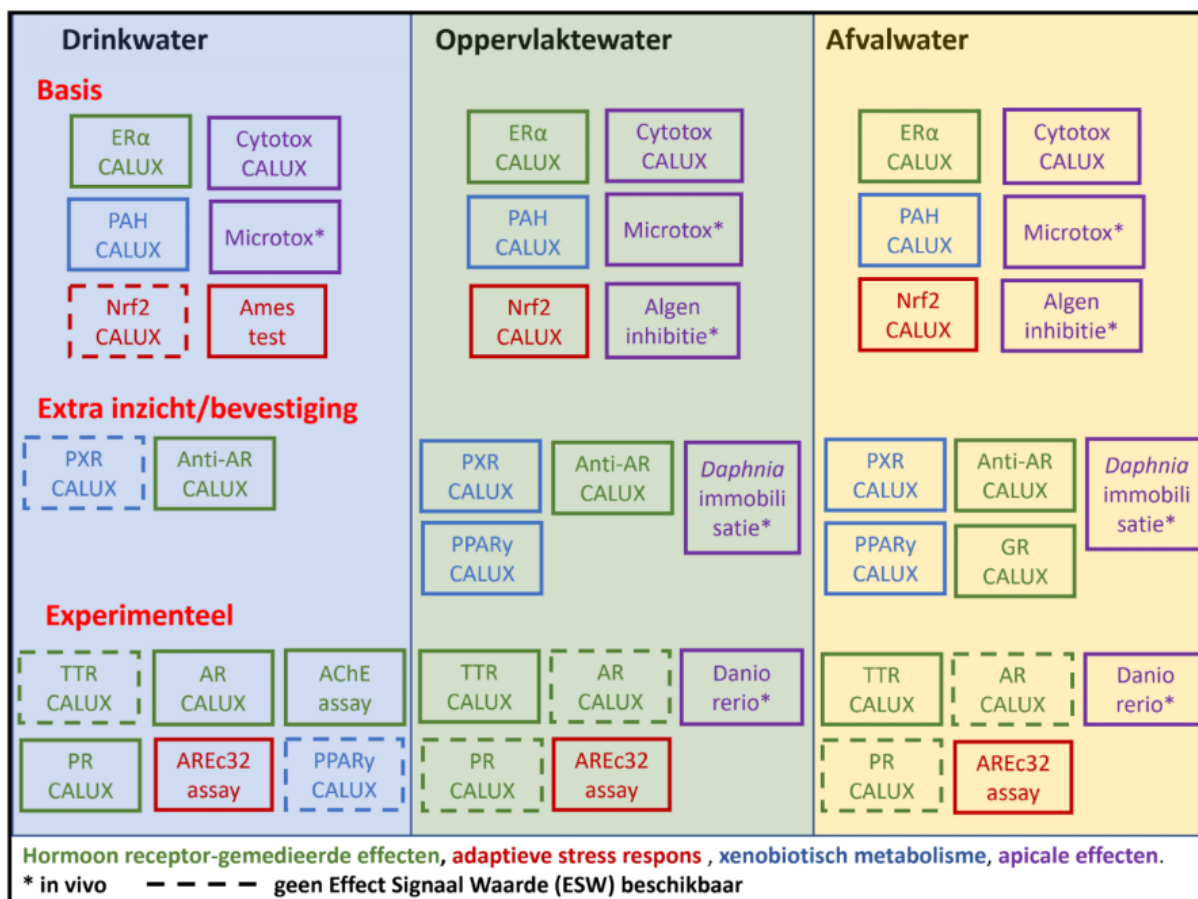 Drinkwater
Oppervlaktewater
Afvalwater
Basis
ERα
CALUX
Cytotox
CALUX
PAH
CALUX
Microtox*
Nrf2
CALUX
Ames
test
ERα
CALUX
Cytotox
CALUX
PAH
CALUX
Microtox*
Nrf2
CALUX
Algen
inhibitie*
ERα
CALUX
Cytotox
CALUX
PAH
CALUX
Microtox*
Nrf2
CALUX
Algen
inhibitie*
Extra inzicht/bevestiging
PXR
CALUX
Anti-AR
CALUX
PXR
CALUX
Anti-AR
CALUX
Daphnia
immobili
satie*
PPARγ
CALUX
PXR
CALUX
Anti-AR
CALUX
Daphnia
immobili
satie*
PPARγ
CALUX
GR
CALUX
Experimenteel
TTR
CALUX
AR
CALUX
AChE
assay
PR
CALUX
AREc32
assay
PPARγ
CALUX
TTR
CALUX
AR
CALUX
Danio
rerio*
PR
CALUX
AREc32
assay
TTR
CALUX
AR
CALUX
Danio
rerio*
PR
CALUX
AREc32
assay
Hormoon receptor-gemedieerde effecten, adaptieve stress respons , xenobiotisch metabolisme, apicale effecten.
* in vivo geen Effect Signaal Waarde (ESW) beschikbaar